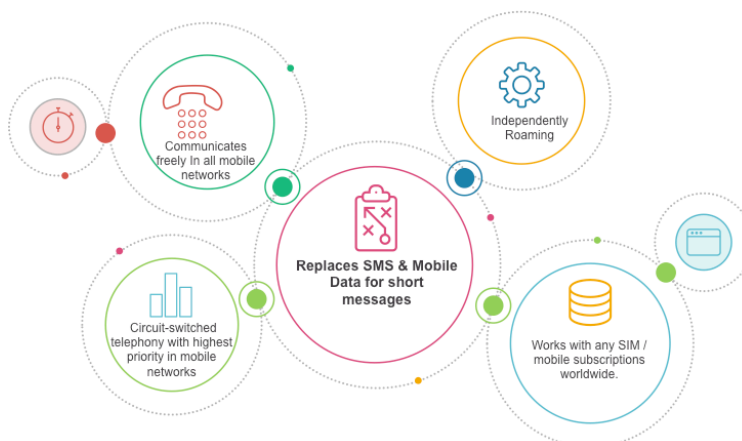 Communicates
freely In all mobile
networks
Independently
Roaming
Replaces SMS & Mobile
Data for short
messages
Circuit-switched
telephony with highest
priority in mobile
networks
Works with any SIM /
mobile subscriptions
worldwide.